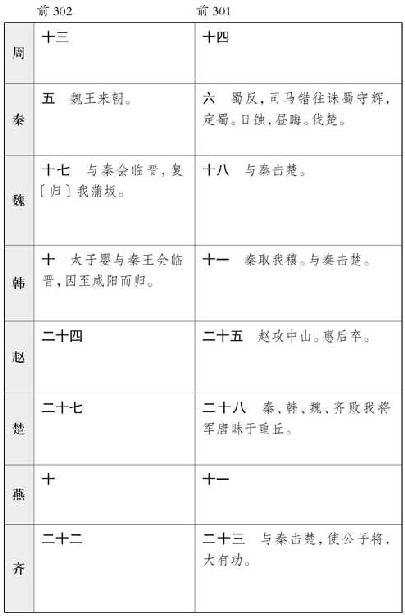 前302 前301
周 十三 十四
秦 五 魏王来朝。 六 蜀反，司马错往诛蜀守辉，
定蜀。日蚀，昼晦。伐楚。
魏 十七 与秦会临晋，复 十八 与秦击楚。
〔归〕我蒲坂。
韩 十 太子婴与秦王会临 十一 秦取我穰。与秦击楚。
晋，因至咸阳而归。
赵 二十四 二十五 赵攻中山。惠后卒。
楚 二十七 二十八 秦、韩、魏、齐败我将
军唐眛于重丘。
燕 十 十一
齐 二十二 二十三 与秦击楚，使公子将，
大有功。